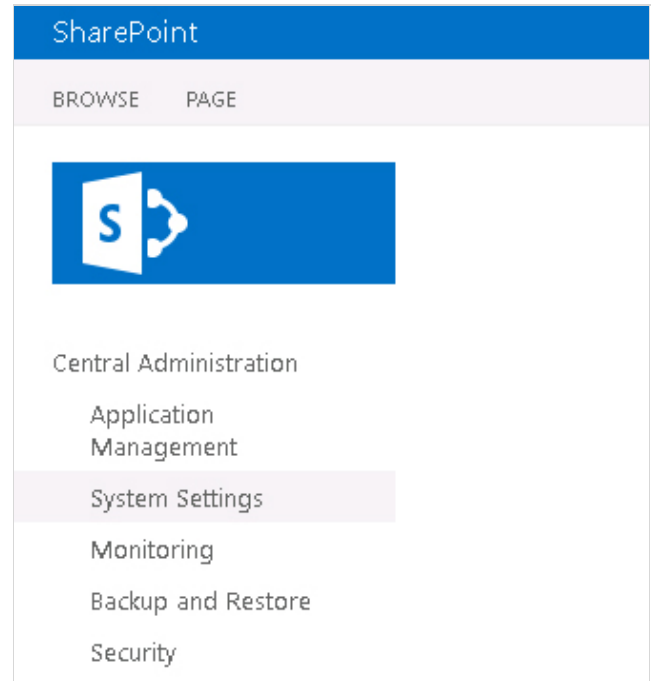 SharePoint
BROWSE PAGE
S
Central Administration
Application
Management
System Settings
Monitoring
Backup and Restore
Security